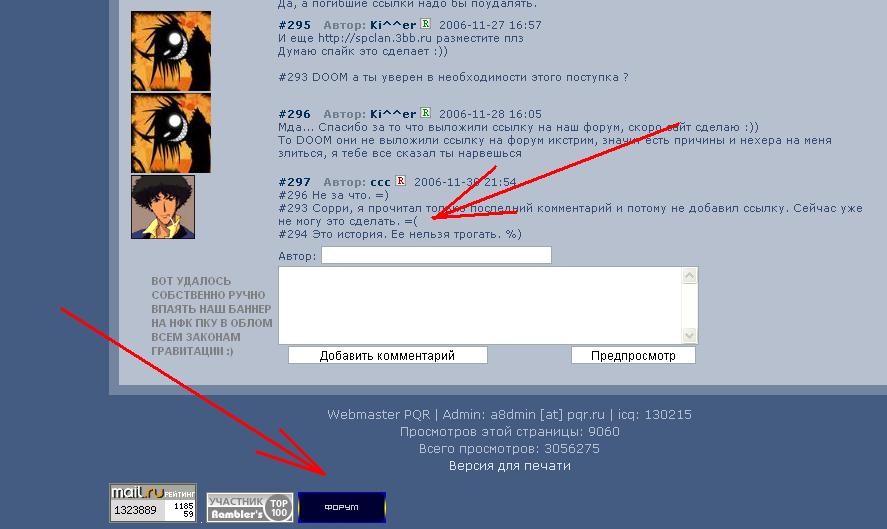 Да, а погибшие ссылки надо бы поудалять.
#295 Автор: Ki^^er R 2006-11-27 16:57
И еще http://spclan.3bb.ru разместите плз
Думаю спайк это сделает :))
#293 DOOM а ты уверен в необходимости этого поступка ?
#296 Автор: Ki^^er R 2006-11-28 16:05
Мда... Спасибо за то что выложили ссылку на наш форум, скоро сайт сделаю :))
То DOOM они не выложили ссылку на форум икстрим, значит есть причины и нехера на меня
злиться, я тебе все сказал ты нарвешься
#297 Автор: ccc R 2006-11-30 21:54
#296 Не за что. =)
#293 Сорри, я прочитал только последний комментарий и потому не добавил ссылку. Сейчас уже
не могу это сделать. =(
#294 Это история. Ее нельзя трогать. %)
Автор:
ВОТ УДАЛОСЬ
СОБСТВЕННО РУЧНО
ВПАЯТЬ НАШ БАННЕР
НА НФК ПКУ В ОБЛОМ
ВСЕМ ЗАКОНАМ
ГРАВИТАЦИИ :)
Добавить комментарий Предпросмотр
Webmaster PQR | Admin: a8dmin [at] pqr.ru | icq: 130215
Просмотров этой страницы: 9060
Всего просмотров: 3056275
Версия для печати
mail.ru РЕЙТИНГ
1323889 1185
59
УЧАСТНИК
Rambler's
TOP
100
ФОРУМ